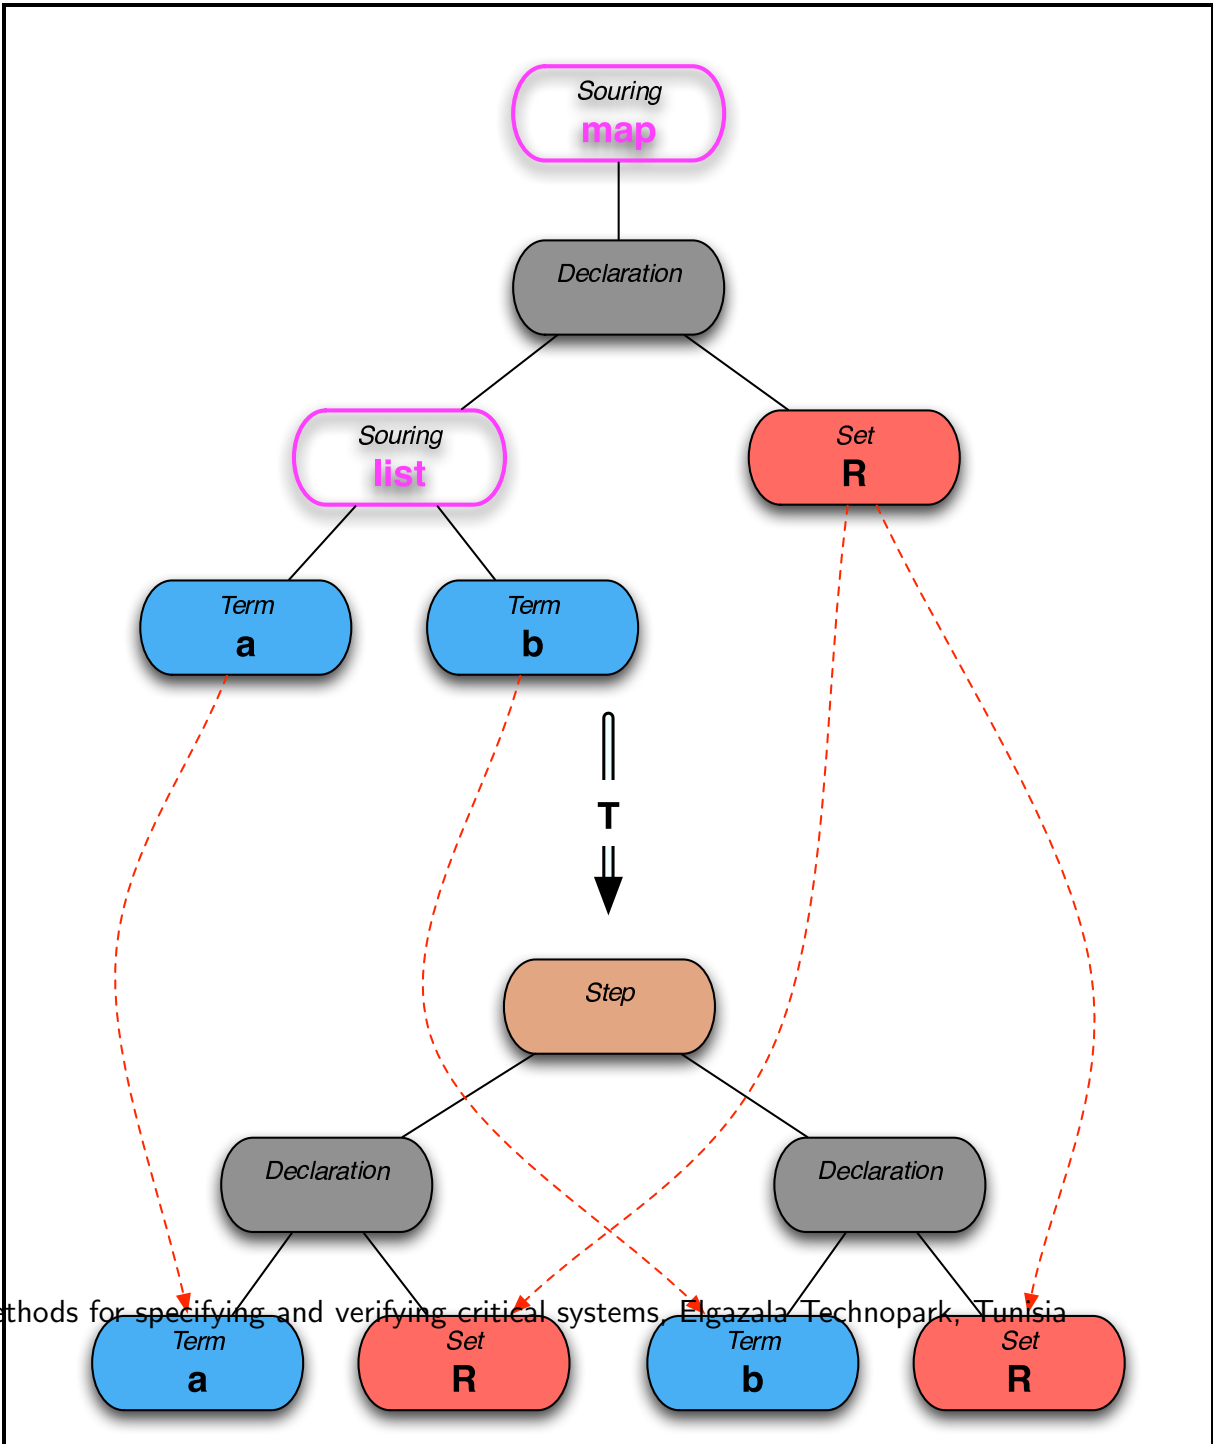 Souring
map
Declaration
Souring
list
Set
R
Term
a
Term
b
T
Step
Declaration
Declaration
for specifying and verifying critical systems, Elgazala Technopark, Tunisia
Term
a
Set
R
Term
b
Set
R